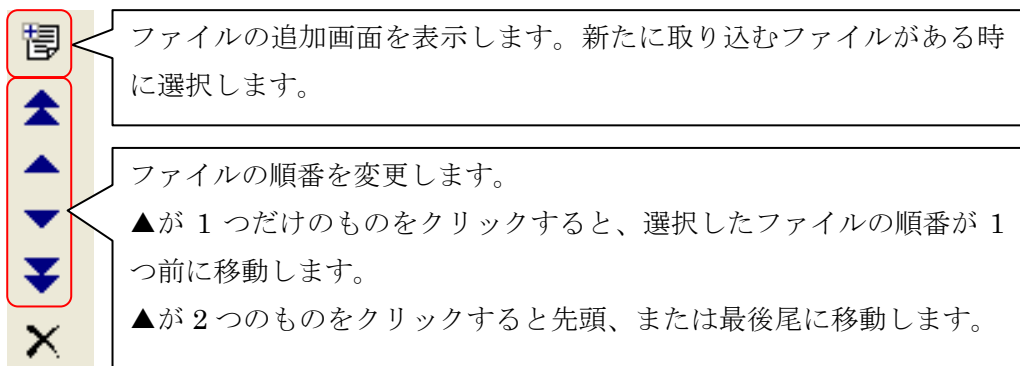 ファイルの追加画面を表示します。新たに取り込むファイルがある時
に選択します。
ファイルの順番を変更します。
▲が 1 つだけのものをクリックすると、選択したファイルの順番が 1
つ前に移動します。
▲が 2 つのものをクリックすると先頭、または最後尾に移動します。